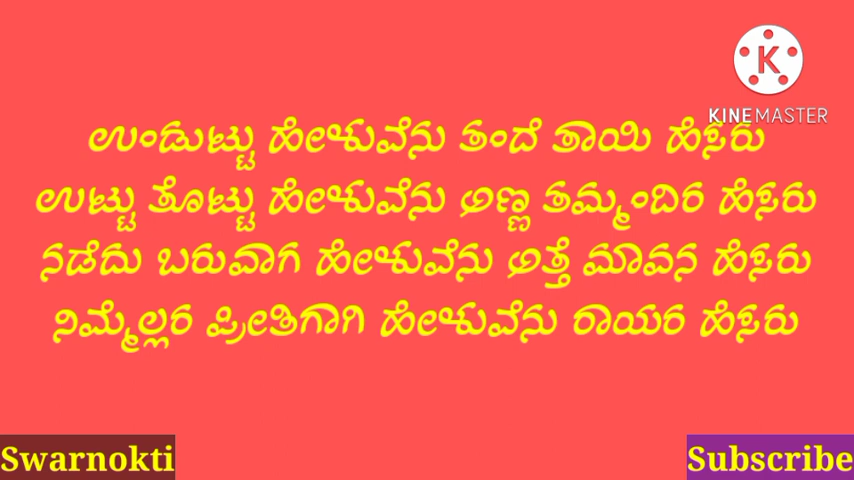 KINEMASTER
ಉಂಡುಟ್ಟು ಹೇಳುವೆನು ತಂದೆ ತಾಯಿ ಹೆಸರು
ಉಟ್ಟು ತೊಟ್ಟು ಹೇಳುವೆನು ಅಣ್ಣ ತಮ್ಮಂದಿರ ಹೆಸರು
ನಡೆದು ಬರುವಾಗ ಹೇಳುವೆನು ಅತ್ತೆ ಮಾವನ ಹೆಸರು
ನಿಮ್ಮೆಲ್ಲರ ಪ್ರೀತಿಗಾಗಿ ಹೇಳುವೆನು ರಾಯರ ಹೆಸರು
Swarnokti
Subscribe